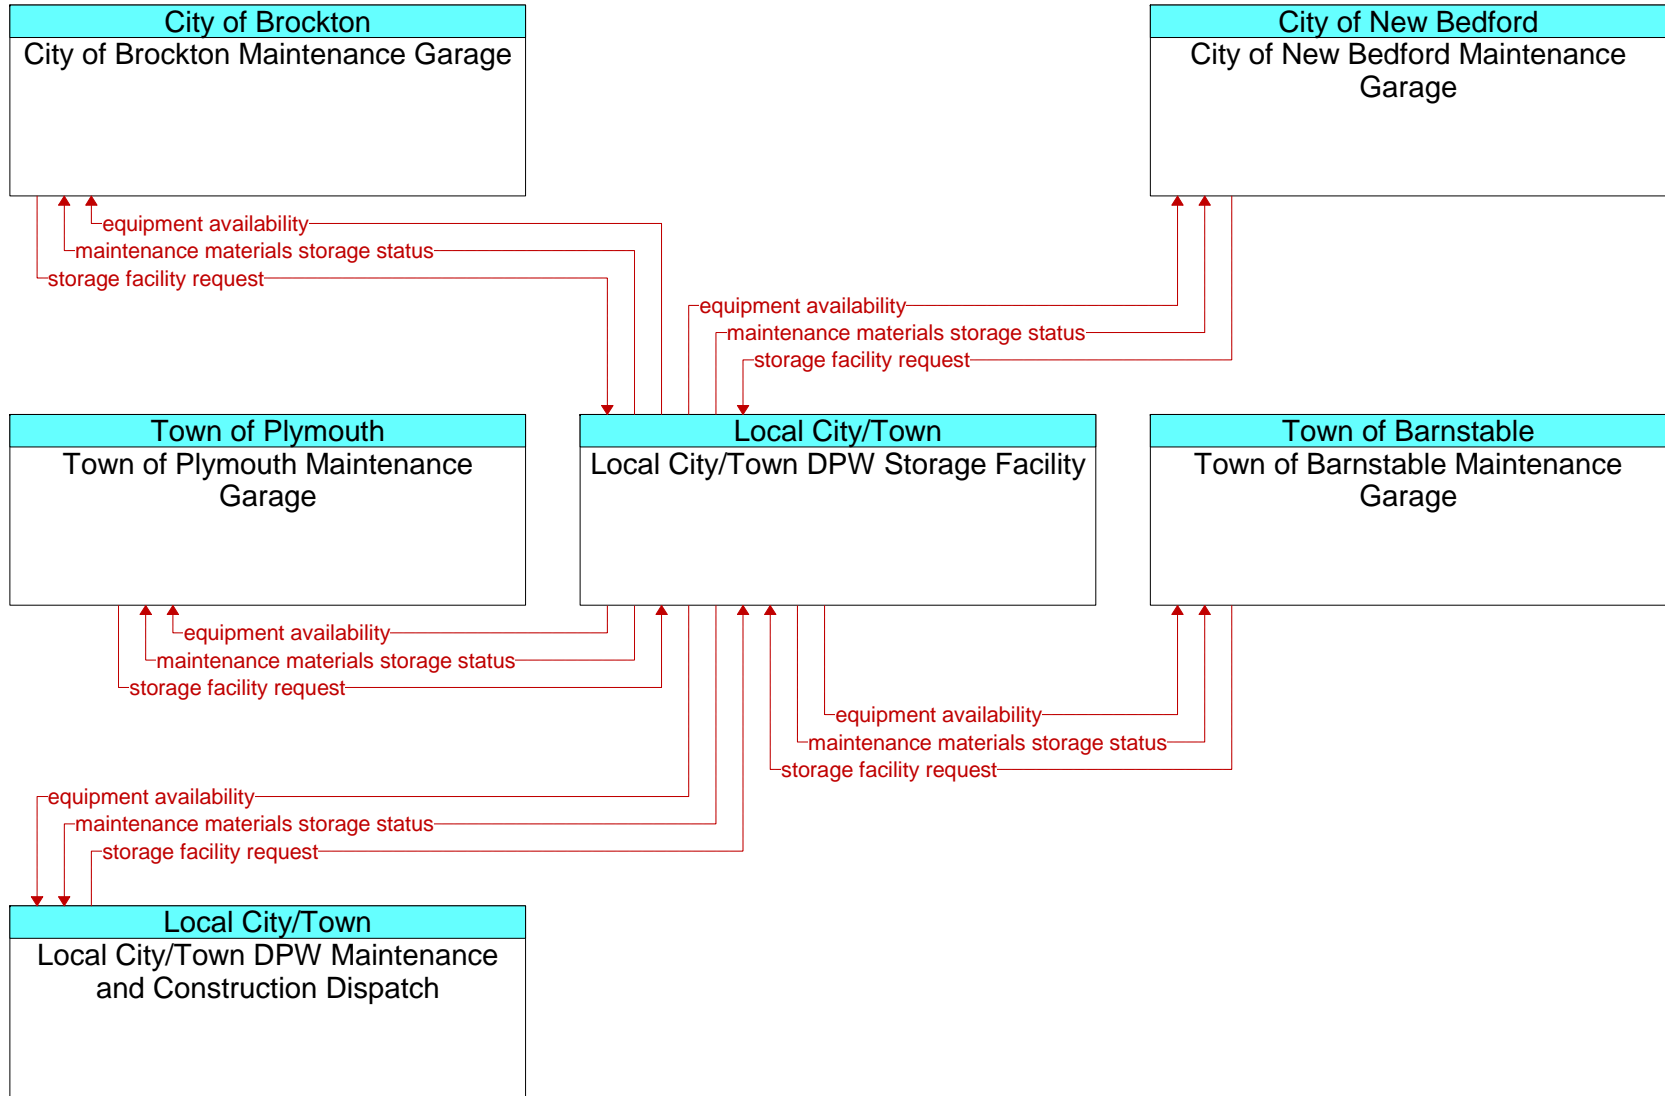 City of Brockton
City of Brockton Maintenance Garage
City of New Bedford
City of New Bedford Maintenance
Garage
equipment availability
maintenance materials storage status
storage facility request
equipment availability
maintenance materials storage status
storage facility request
Town of Plymouth
Town of Plymouth Maintenance
Garage
Local City/Town
Local City/Town DPW Storage Facility
Town of Barnstable
Town of Barnstable Maintenance
Garage
equipment availability
maintenance materials storage status
storage facility request
equipment availability
maintenance materials storage status
storage facility request
equipment availability
maintenance materials storage status
storage facility request
Local City/Town
Local City/Town DPW Maintenance
and Construction Dispatch